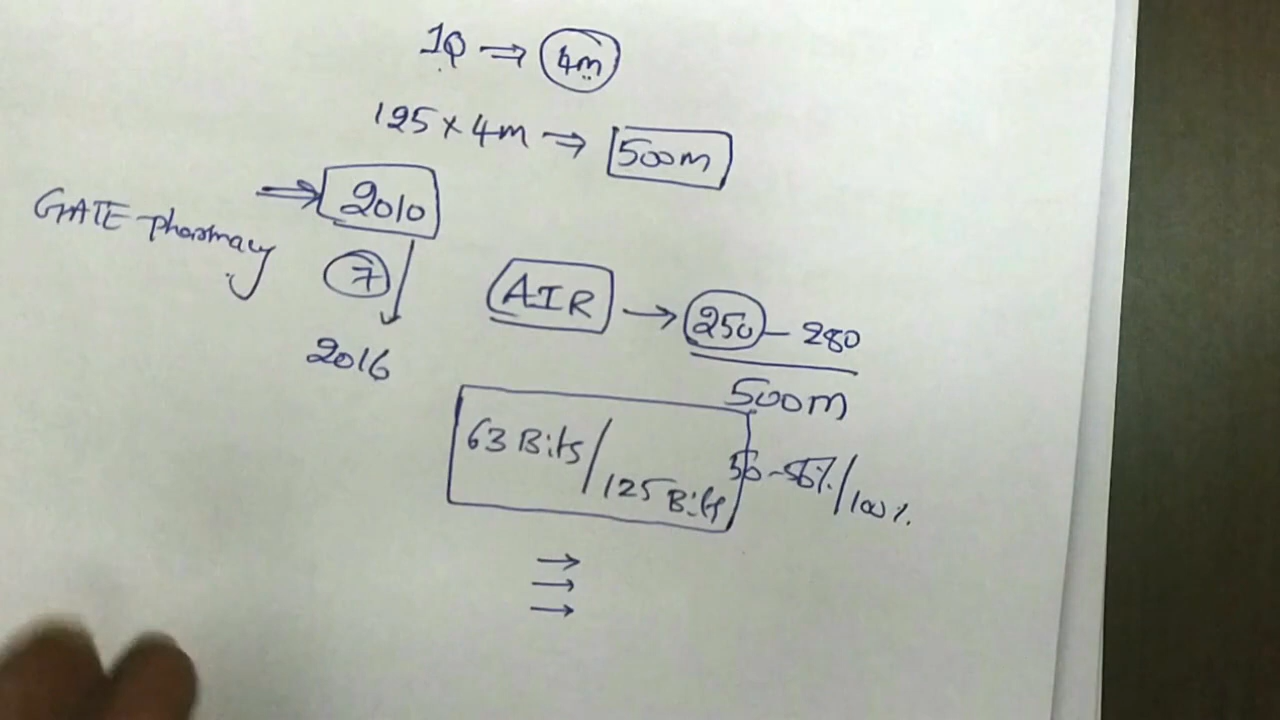 1Q ⇒ 4m
125 × 4m ⇒ 500m
GATE-pharmacy ⇒ 2010
7
2016
AIR → 250 - 280
500m
63 Bits / 125 Bits
-56% / 100%
→
→
→